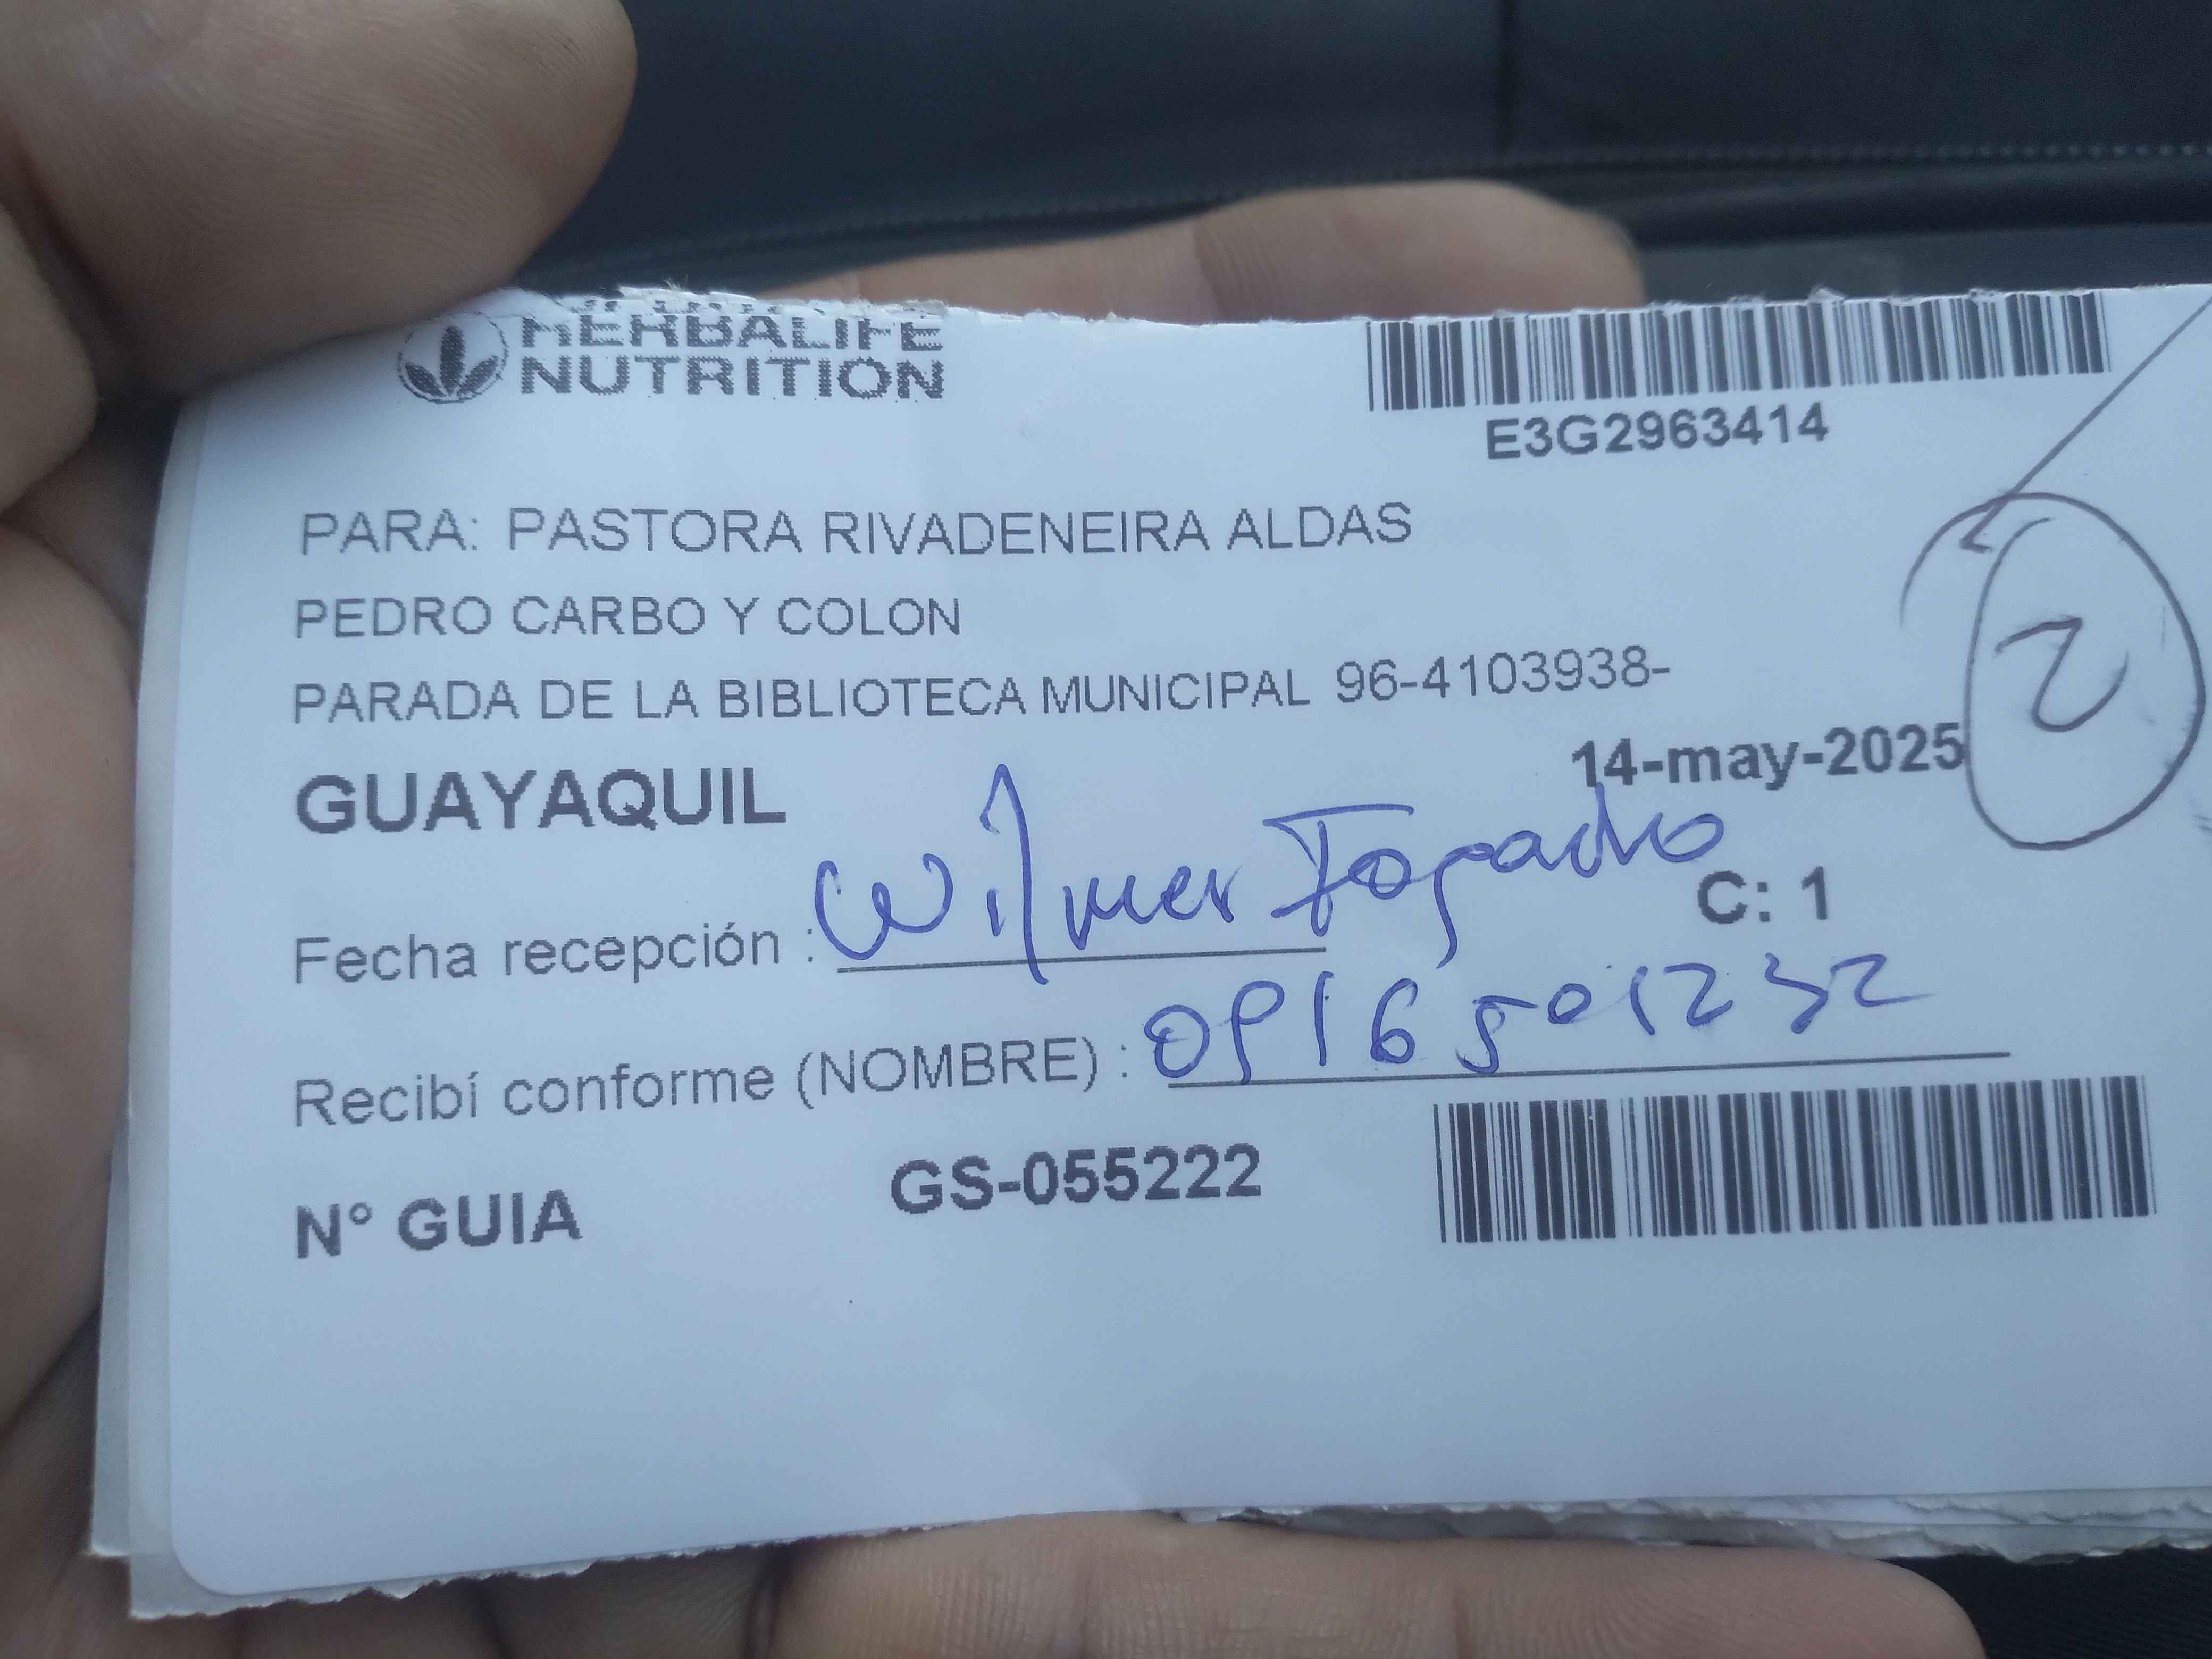 HERBALIFE
NUTRITION
E3G2963414
PARA: PASTORA RIVADENEIRA ALDAS
PEDRO CARBO Y COLON
PARADA DE LA BIBLIOTECA MUNICIPAL 96-4103938-
2
14-may-2025
GUAYAQUIL
Fecha recepción : Wilmer
C: 1
Recibí conforme (NOMBRE) : 0916501232
N° GUIA GS-055222